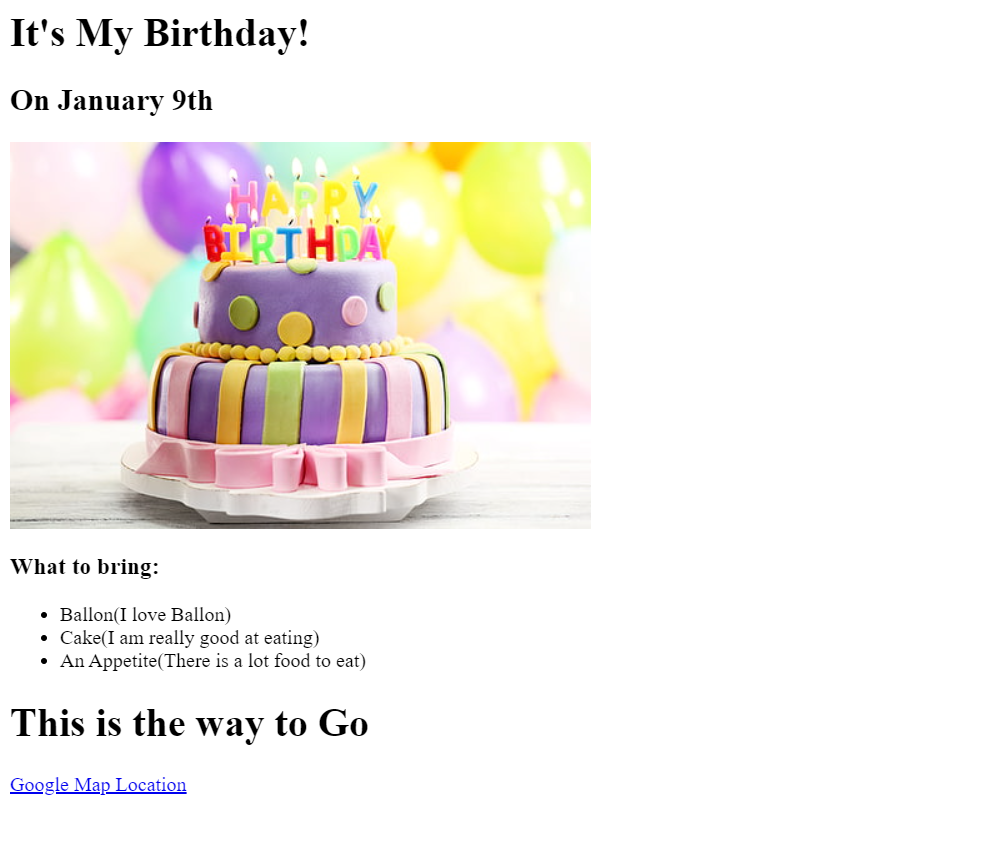 It's My Birthday!
On January 9th
HAPPY
BIRTHDAY
What to bring:
Ballon(I love Ballon)
Cake(I am really good at eating)
An Appetite(There is a lot food to eat)
This is the way to Go
Google Map Location